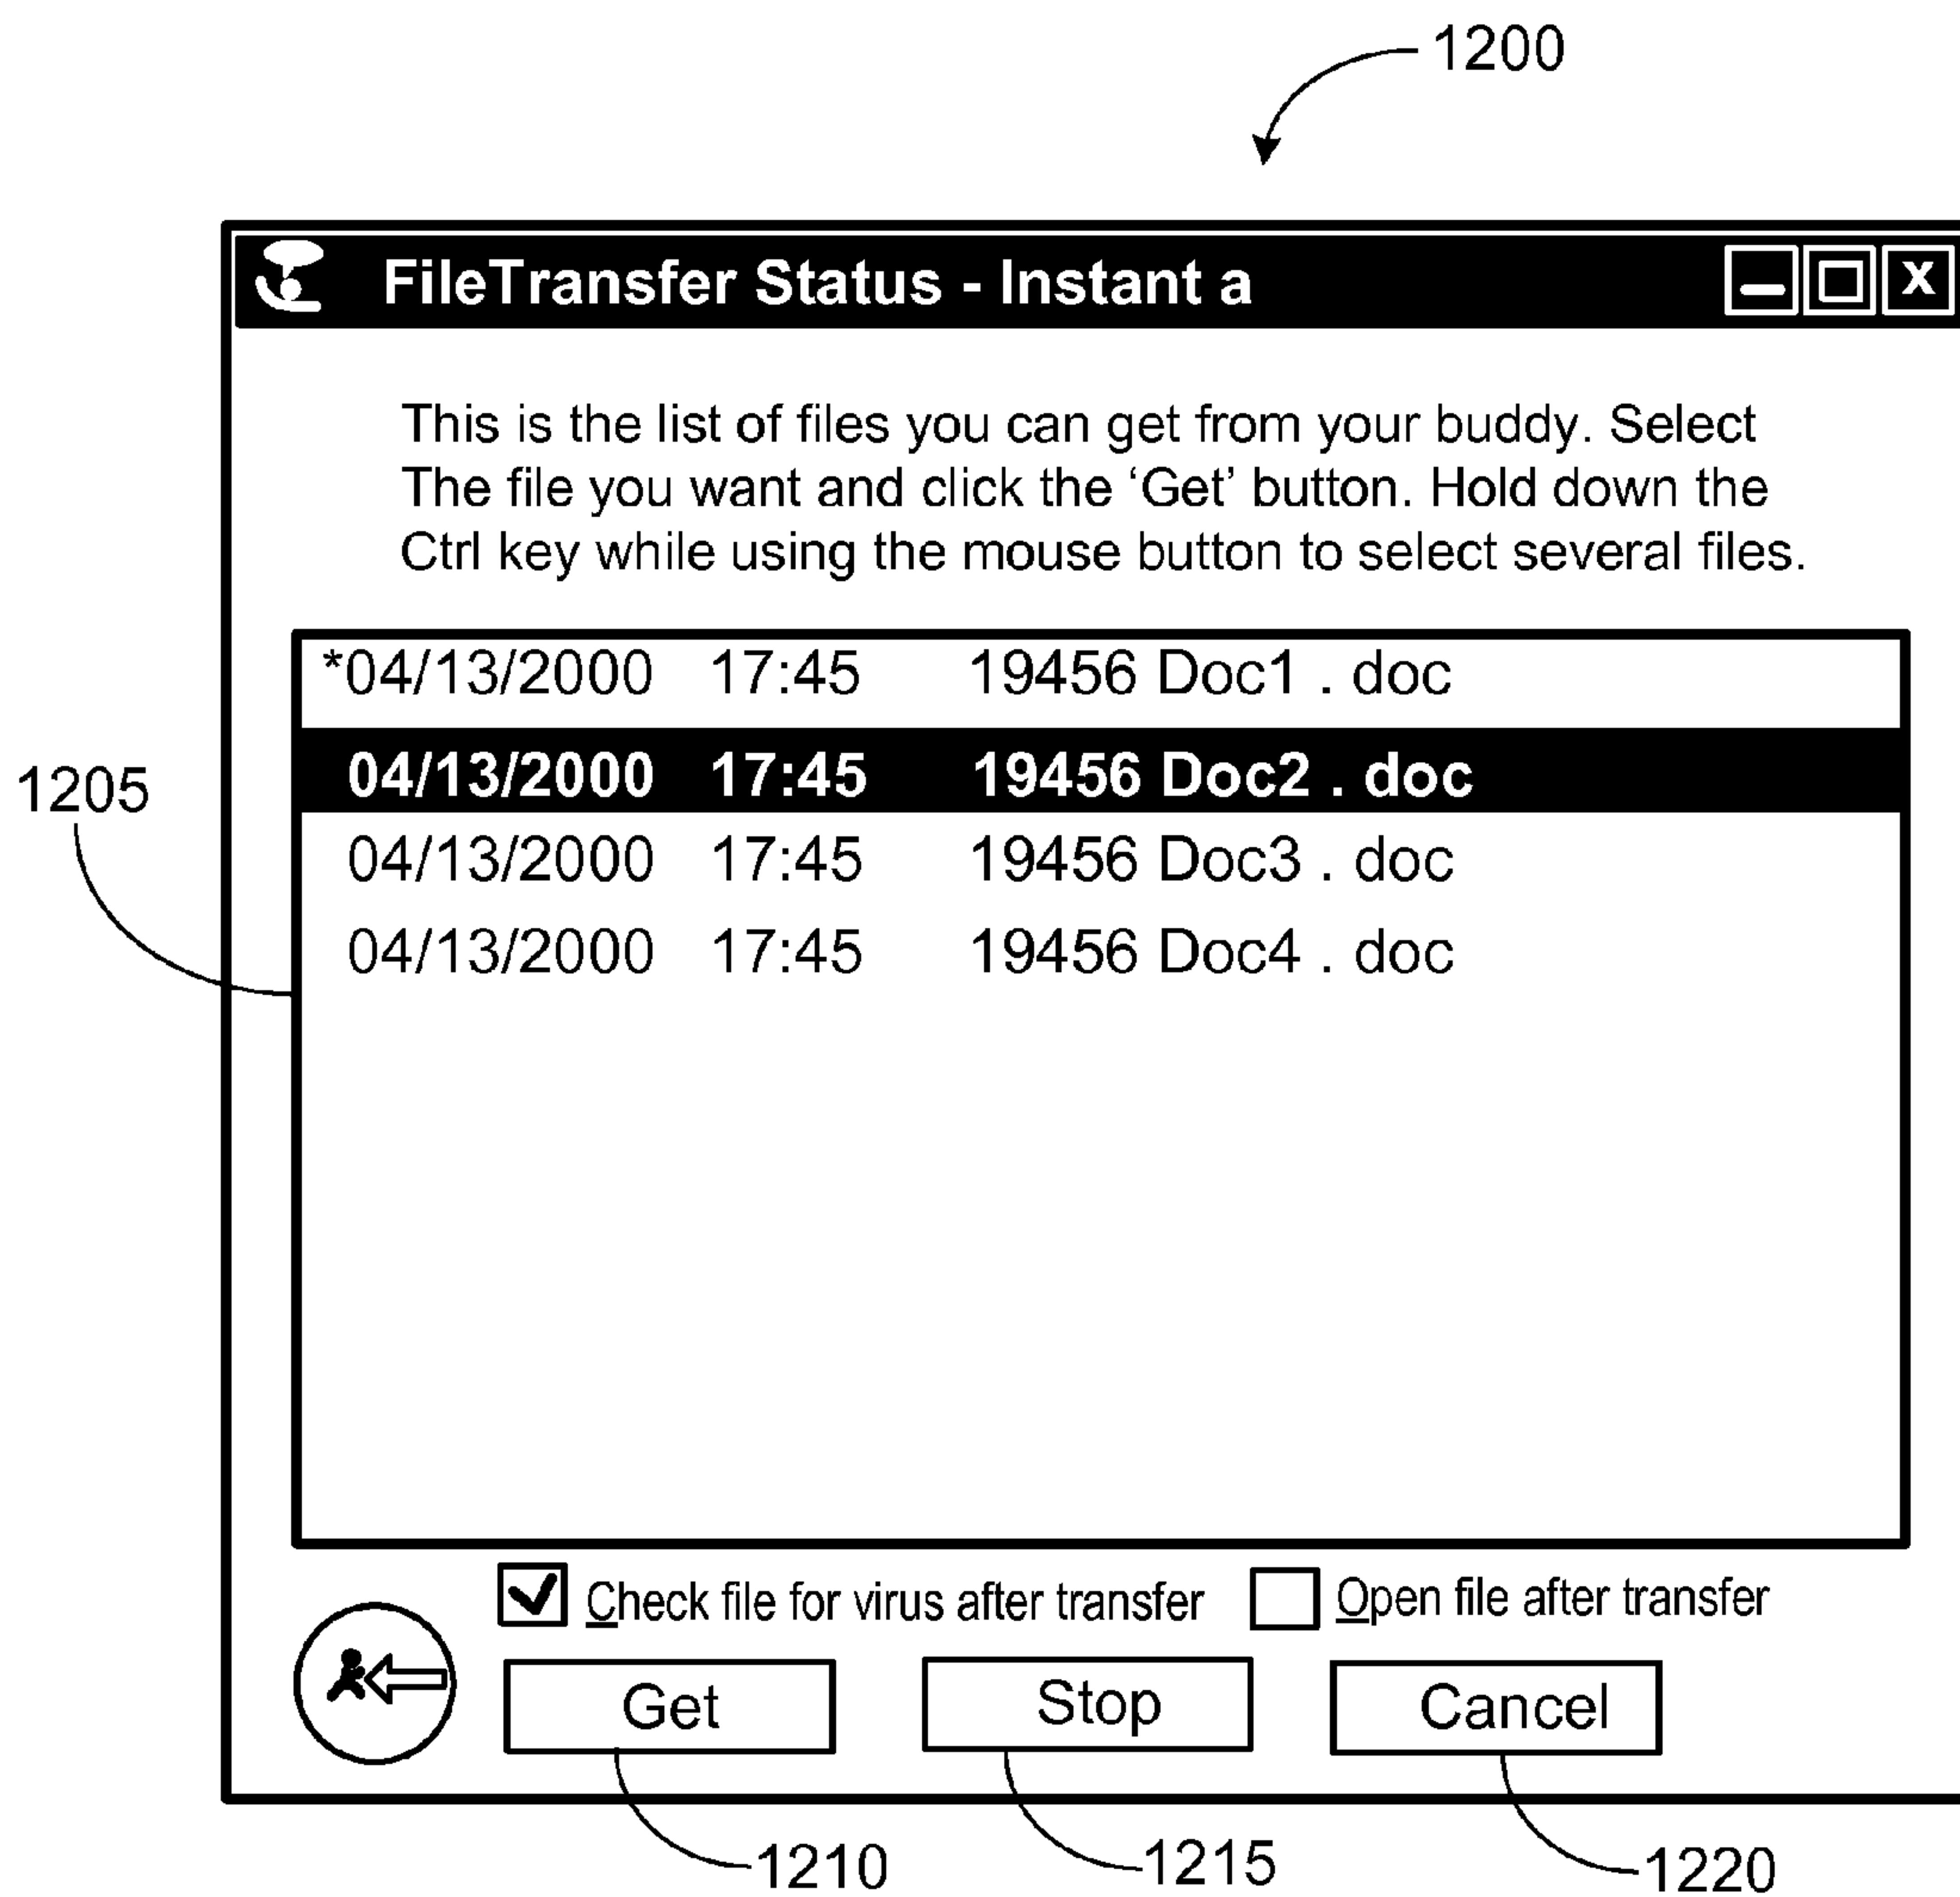 1200
FileTransfer Status - Instant a
X
This is the list of files you can get from your buddy. Select
The file you want and click the ‘Get’ button. Hold down the
Ctrl key while using the mouse button to select several files.
*04/13/2000 17:45 19456 Doc1 . doc
04/13/2000 17:45 19456 Doc2 . doc
1205
04/13/2000 17:45 19456 Doc3 . doc
04/13/2000 17:45 19456 Doc4 . doc
Check file for virus after transfer Open file after transfer
Get Stop Cancel
1210 1215 1220